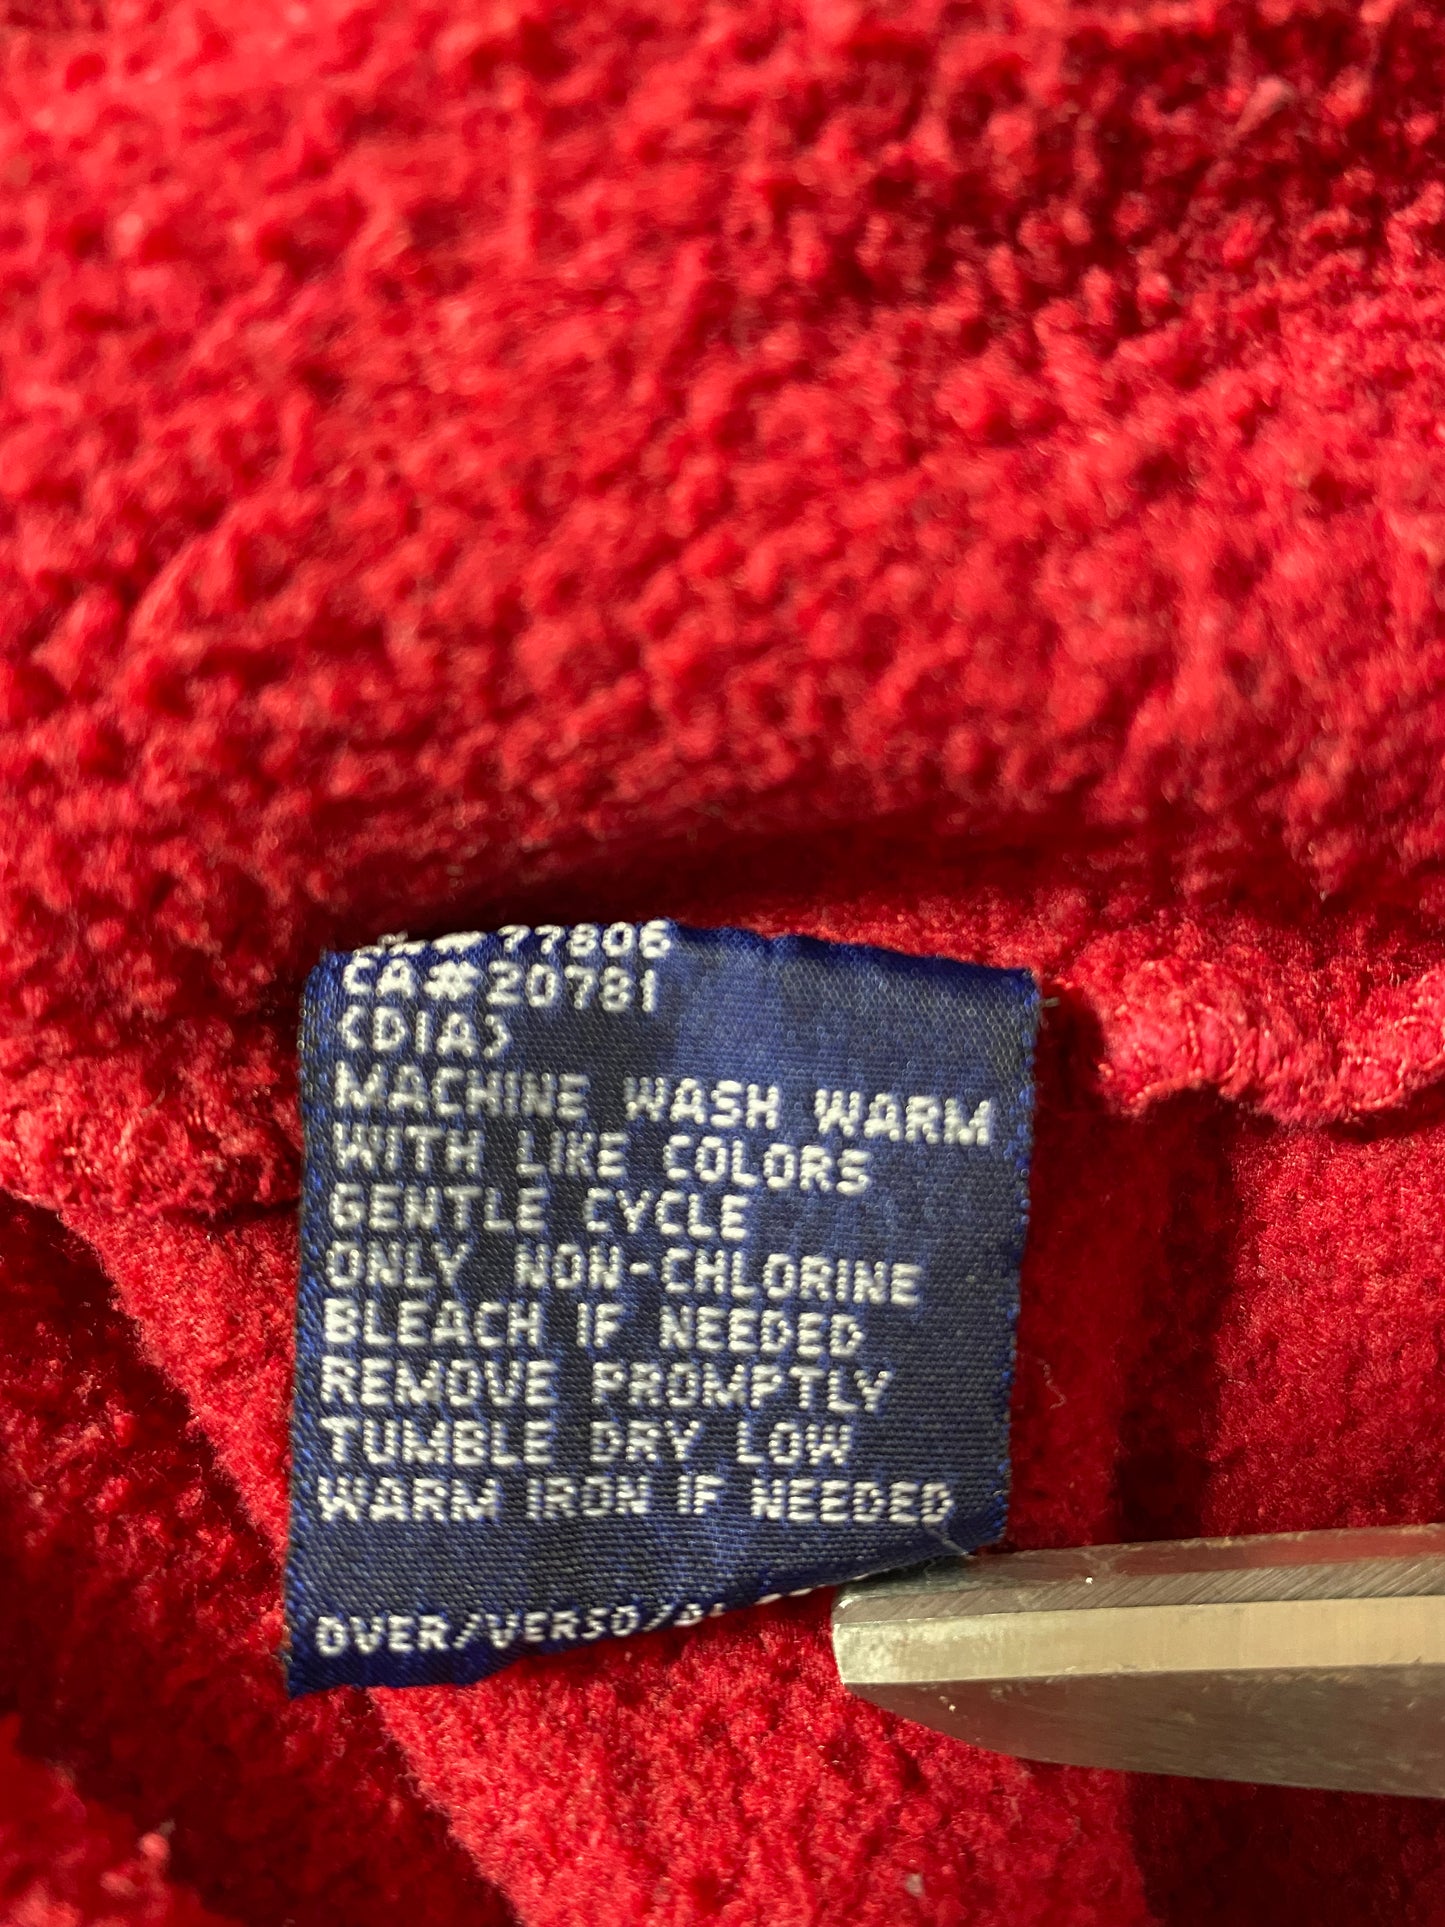 77806
CA#20781
(DIA)
MACHINE WASH WARM
WITH LIKE COLORS
GENTLE CYCLE
ONLY NON-CHLORINE
BLEACH IF NEEDED
REMOVE PROMPTLY
TUMBLE DRY LOW
WARM IRON IF NEEDED
OVER/VERSO/